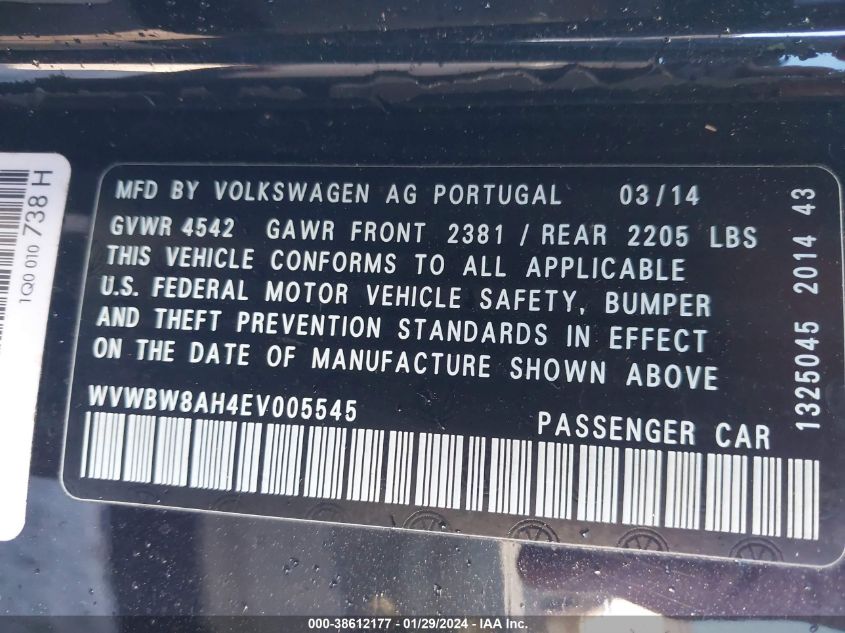 MFD BY VOLKSWAGEN AG PORTUGAL 03/14
GVWR 4542 GAWR FRONT 2381 / REAR 2205 LBS
THIS VEHICLE CONFORMS TO ALL APPLICABLE
U.S. FEDERAL MOTOR VEHICLE SAFETY, BUMPER
AND THEFT PREVENTION STANDARDS IN EFFECT
ON THE DATE OF MANUFACTURE SHOWN ABOVE
WVWBW8AH4EV005545
PASSENGER CAR
1325045 2014 43
1Q0 010 738 H
000-38612177 - 01/29/2024 - IAA Inc.